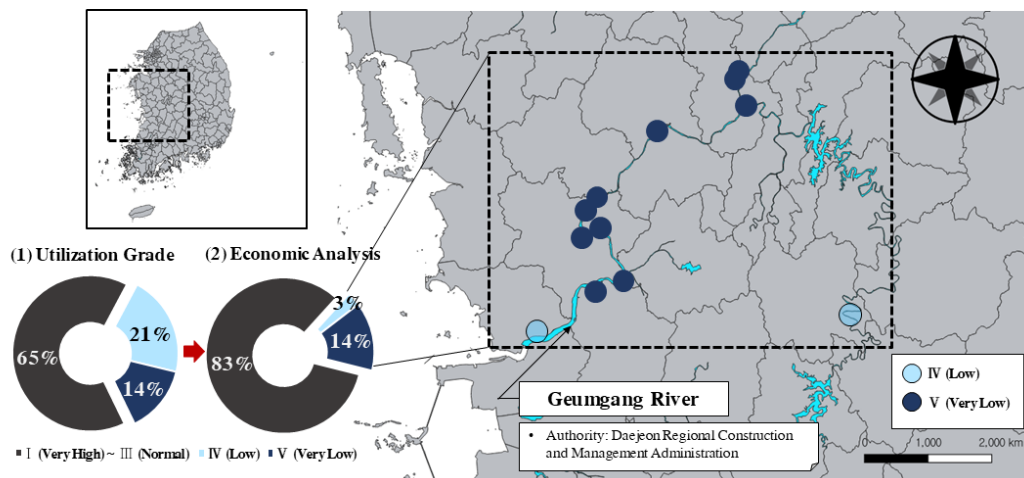 (1) Utilization Grade
(2) Economic Analysis
65%
21%
14%
83%
3%
14%
Ⅰ (Very High) ~ Ⅲ (Normal)
Ⅳ (Low)
Ⅴ (Very Low)
Geumgang River
• Authority: Daejeon Regional Construction
and Management Administration
Ⅳ (Low)
Ⅴ (Very Low)
0
1,000
2,000 km